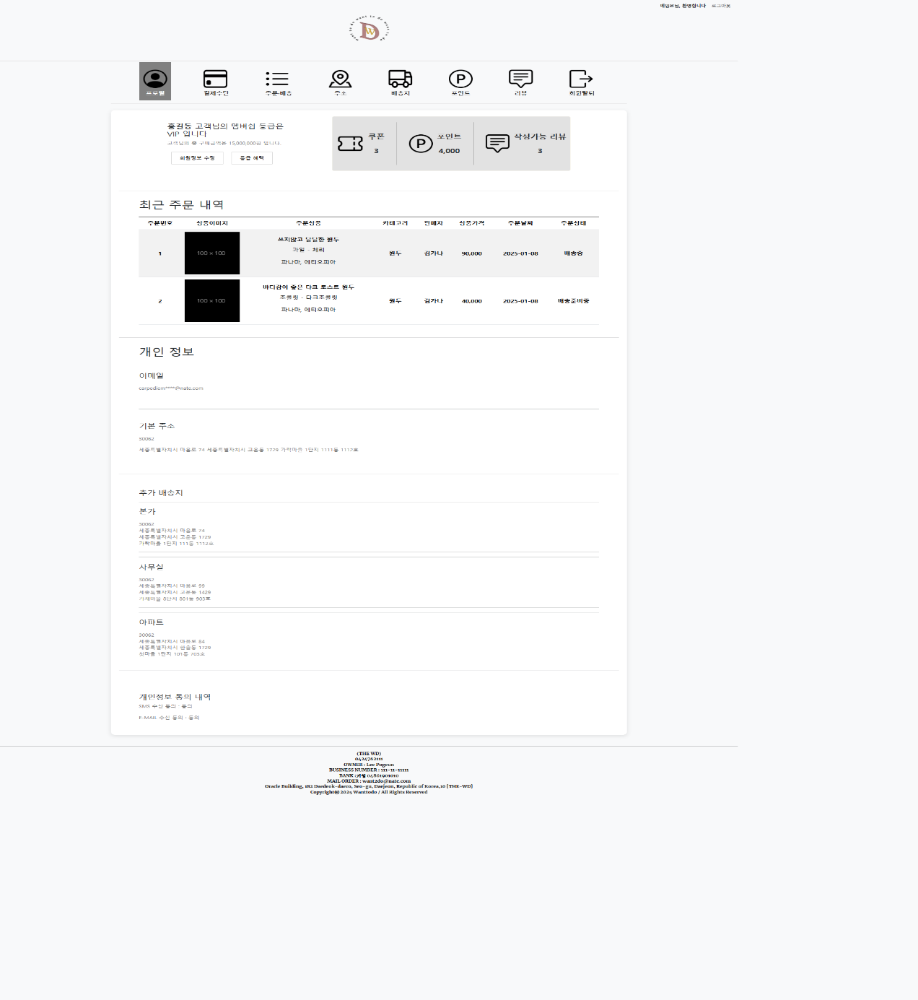 환영합니다 로그아웃
프로필 결제수단 주문·배송 주소 배송지 포인트 리뷰 회원탈퇴
홍길동 고객님의 멤버쉽 등급은
VIP 입니다
고객님의 총 구매금액은 15,000,000원 입니다.
회원정보 수정 등급 혜택
쿠폰 포인트 작성가능 리뷰
3 4,000 3
최근 주문 내역
주문번호 상품이미지 주문상품 카테고리 판매자 상품가격 주문날짜 주문상태
쓰지않고 달달한 원두
과일 - 체리
1 100 × 100 파나마, 에티오피아 원두 김가나 90,000 2025-01-08 배송중
바디감이 좋은 다크 로스트 원두
초콜릿 - 다크초콜릿
2 100 × 100 파나마, 에티오피아 원두 김가나 40,000 2025-01-08 배송준비중
개인 정보
이메일
carpediem****@nate.com
기본 주소
30062
세종특별자치시 마음로 74 세종특별자치시 고운동 1729 가락마을 1단지 1111동 1112호
추가 배송지
본가
30062
세종특별자치시 마음로 74
세종특별자치시 고운동 1729
가락마을 1단지 111동 1112호
사무실
30062
세종특별자치시 마음로 99
세종특별자치시 고운동 1429
가재마을 8단지 801동 903호
아파트
30062
세종특별자치시 마음로 84
세종특별자치시 한솔동 1729
첫마을 1단지 101동 703호
개인정보 동의 내역
SMS 수신 동의 : 동의
E-MAIL 수신 동의 : 동의
(THE WD)
0424762111
OWNER : Lee Pogeun
BUSINESS NUMBER : 111-11-11111
BANK :기업 04861901010
MAIL ORDER : want2do@nate.com
Oracle Building, 182 Daedeok-daero, Seo-gu, Daejeon, Republic of Korea,10 [THE-WD]
Copyright© 2025 Wanttodo / All Rights Reserved